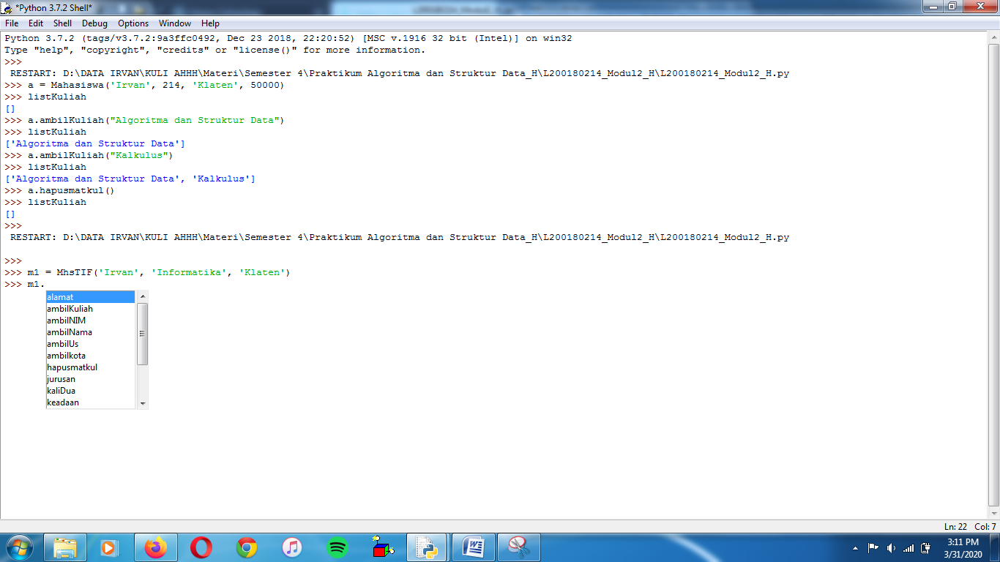 *Python 3.7.2 Shell*
File Edit Shell Debug Options Window Help
Python 3.7.2 (tags/v3.7.2:9a3ffc0492, Dec 23 2018, 22:20:52) [MSC v.1916 32 bit (Intel)] on win32
Type "help", "copyright", "credits" or "license()" for more information.
>>>
RESTART: D:\DATA IRVAN\KULI AHHH\Materi\Semester 4\Praktikum Algoritma dan Struktur Data_H\L200180214_Modul2_H\L200180214_Modul2_H.py
>>> a = Mahasiswa('Irvan', 214, 'Klaten', 50000)
>>> listKuliah
[]
>>> a.ambilKuliah("Algoritma dan Struktur Data")
>>> listKuliah
['Algoritma dan Struktur Data']
>>> a.ambilKuliah("Kalkulus")
>>> listKuliah
['Algoritma dan Struktur Data', 'Kalkulus']
>>> a.hapusmatkul()
>>> listKuliah
[]
>>>
RESTART: D:\DATA IRVAN\KULI AHHH\Materi\Semester 4\Praktikum Algoritma dan Struktur Data_H\L200180214_Modul2_H\L200180214_Modul2_H.py
>>>
>>> m1 = MhsTIF('Irvan', 'Informatika', 'Klaten')
>>> m1.
alamat
ambilKuliah
ambilNIM
ambilNama
ambilUs
ambilkota
hapusmatkul
jurusan
kaliDua
keadaan
Ln: 22 Col: 7
3:11 PM
3/31/2020